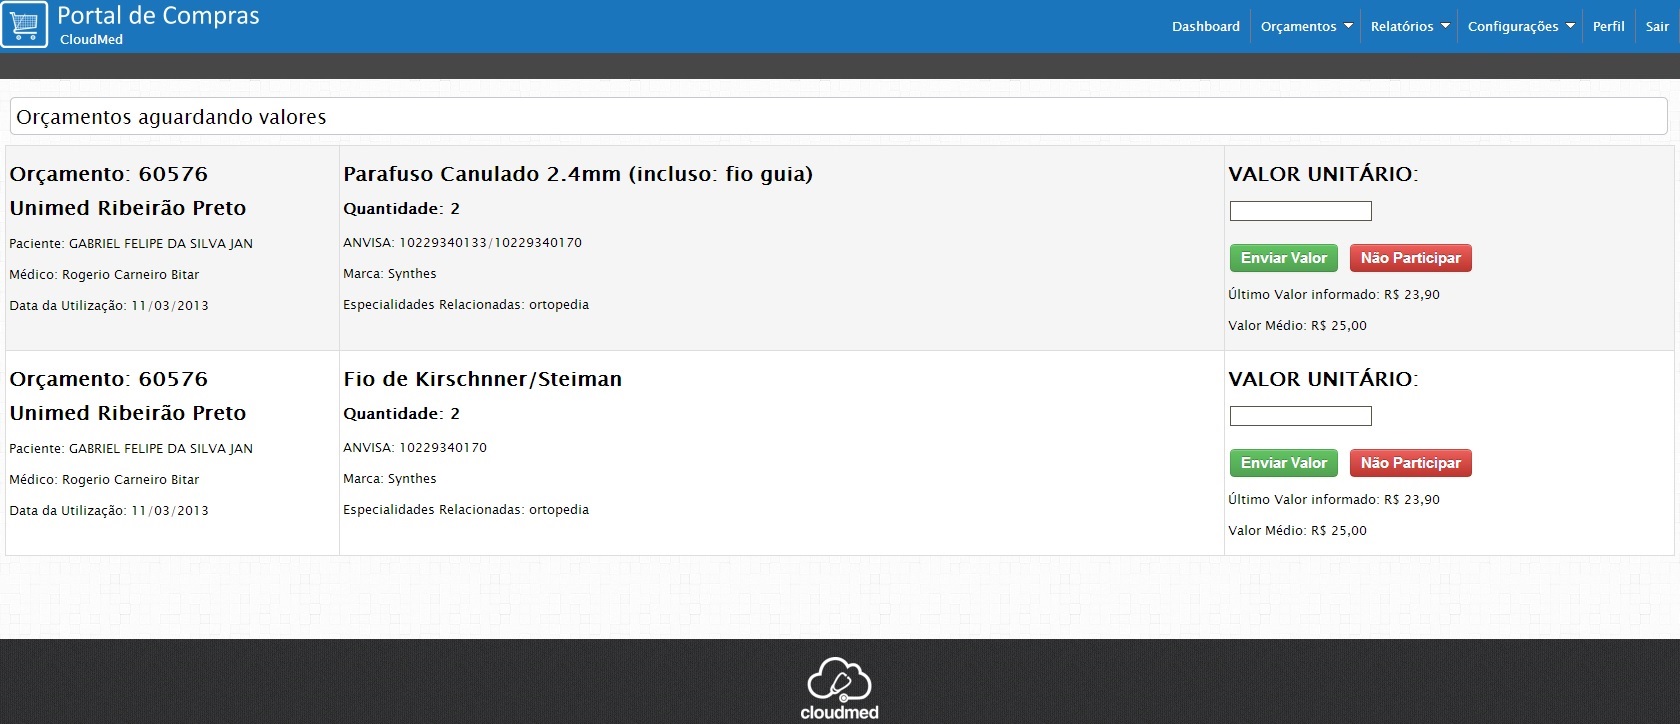 Portal de Compras
CloudMed
Dashboard Orçamentos Relatórios Configurações Perfil Sair
Orçamentos aguardando valores
Orçamento: 60576
Unimed Ribeirão Preto
Paciente: GABRIEL FELIPE DA SILVA JAN
Médico: Rogerio Carneiro Bitar
Data da Utilização: 11/03/2013
Parafuso Canulado 2.4mm (incluso: fio guia)
Quantidade: 2
ANVISA: 10229340133/10229340170
Marca: Synthes
Especialidades Relacionadas: ortopedia
VALOR UNITÁRIO:
Enviar Valor Não Participar
Último Valor informado: R$ 23,90
Valor Médio: R$ 25,00
Orçamento: 60576
Unimed Ribeirão Preto
Paciente: GABRIEL FELIPE DA SILVA JAN
Médico: Rogerio Carneiro Bitar
Data da Utilização: 11/03/2013
Fio de Kirschnner/Steiman
Quantidade: 2
ANVISA: 10229340170
Marca: Synthes
Especialidades Relacionadas: ortopedia
VALOR UNITÁRIO:
Enviar Valor Não Participar
Último Valor informado: R$ 23,90
Valor Médio: R$ 25,00
cloudmed